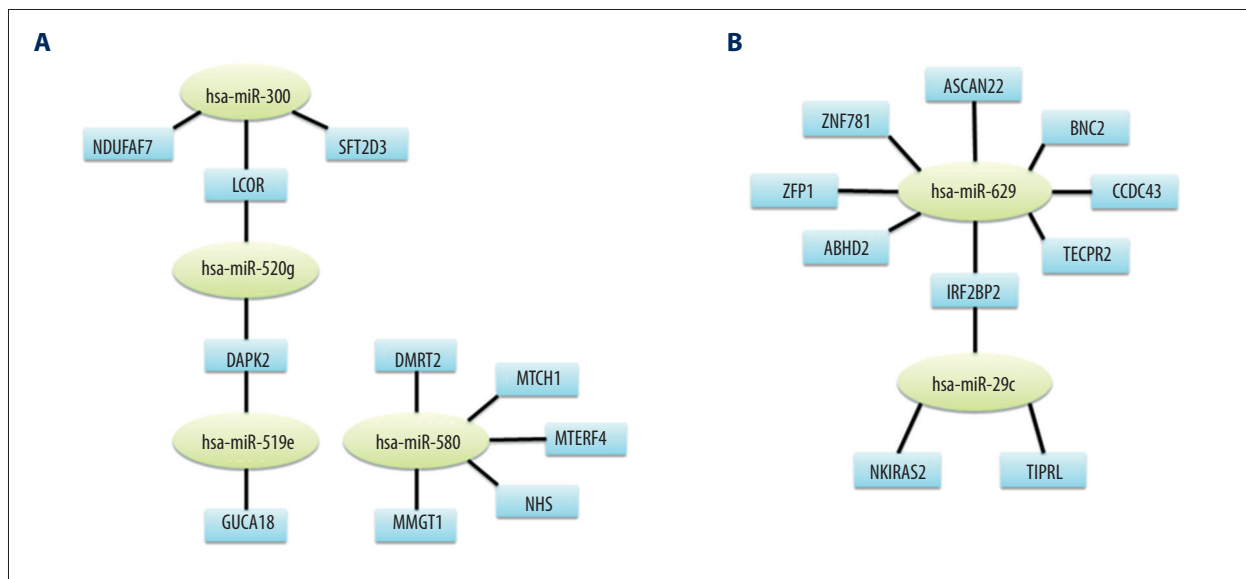 A
hsa-miR-300
NDUFAF7
SFT2D3
LCOR
hsa-miR-520g
DAPK2
DMRT2
MTCH1
hsa-miR-519e
hsa-miR-580
MTERF4
NHS
GUCA18
MMGT1
B
ASCAN22
ZNF781
BNC2
ZFP1
hsa-miR-629
CCDC43
ABHD2
TECPR2
IRF2BP2
hsa-miR-29c
NKIRAS2
TIPRL